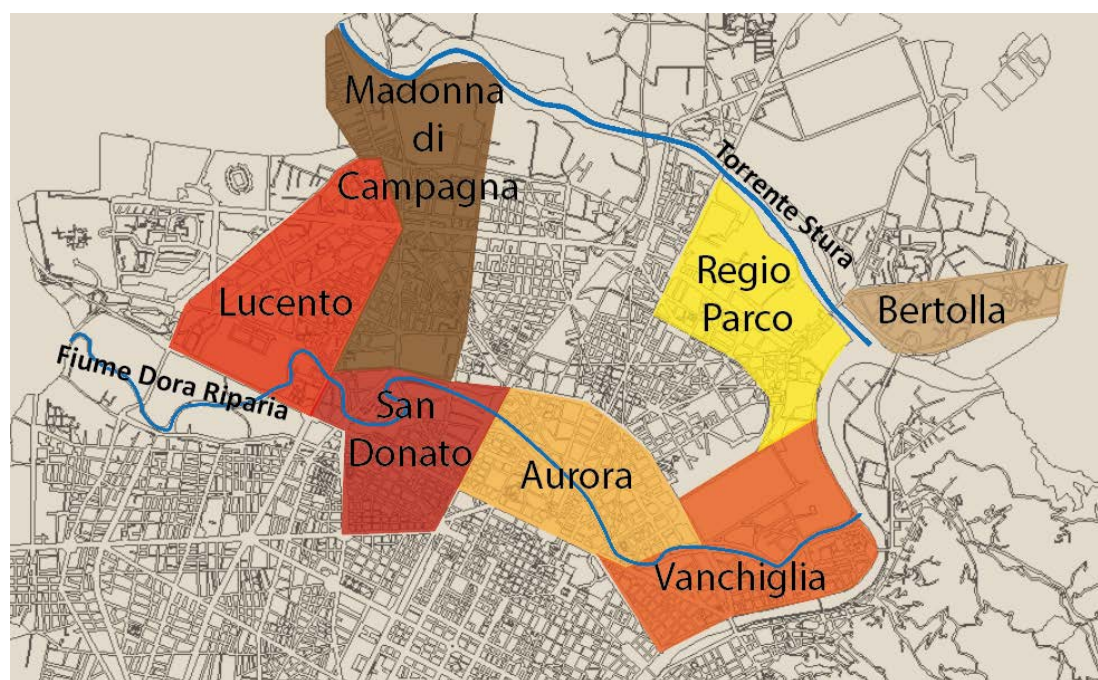 Madonna
di
Campagna
Torrente Stura
Regio
Parco
Bertolla
Lucento
Fiume Dora Riparia
San
Donato
Aurora
Vanchiglia